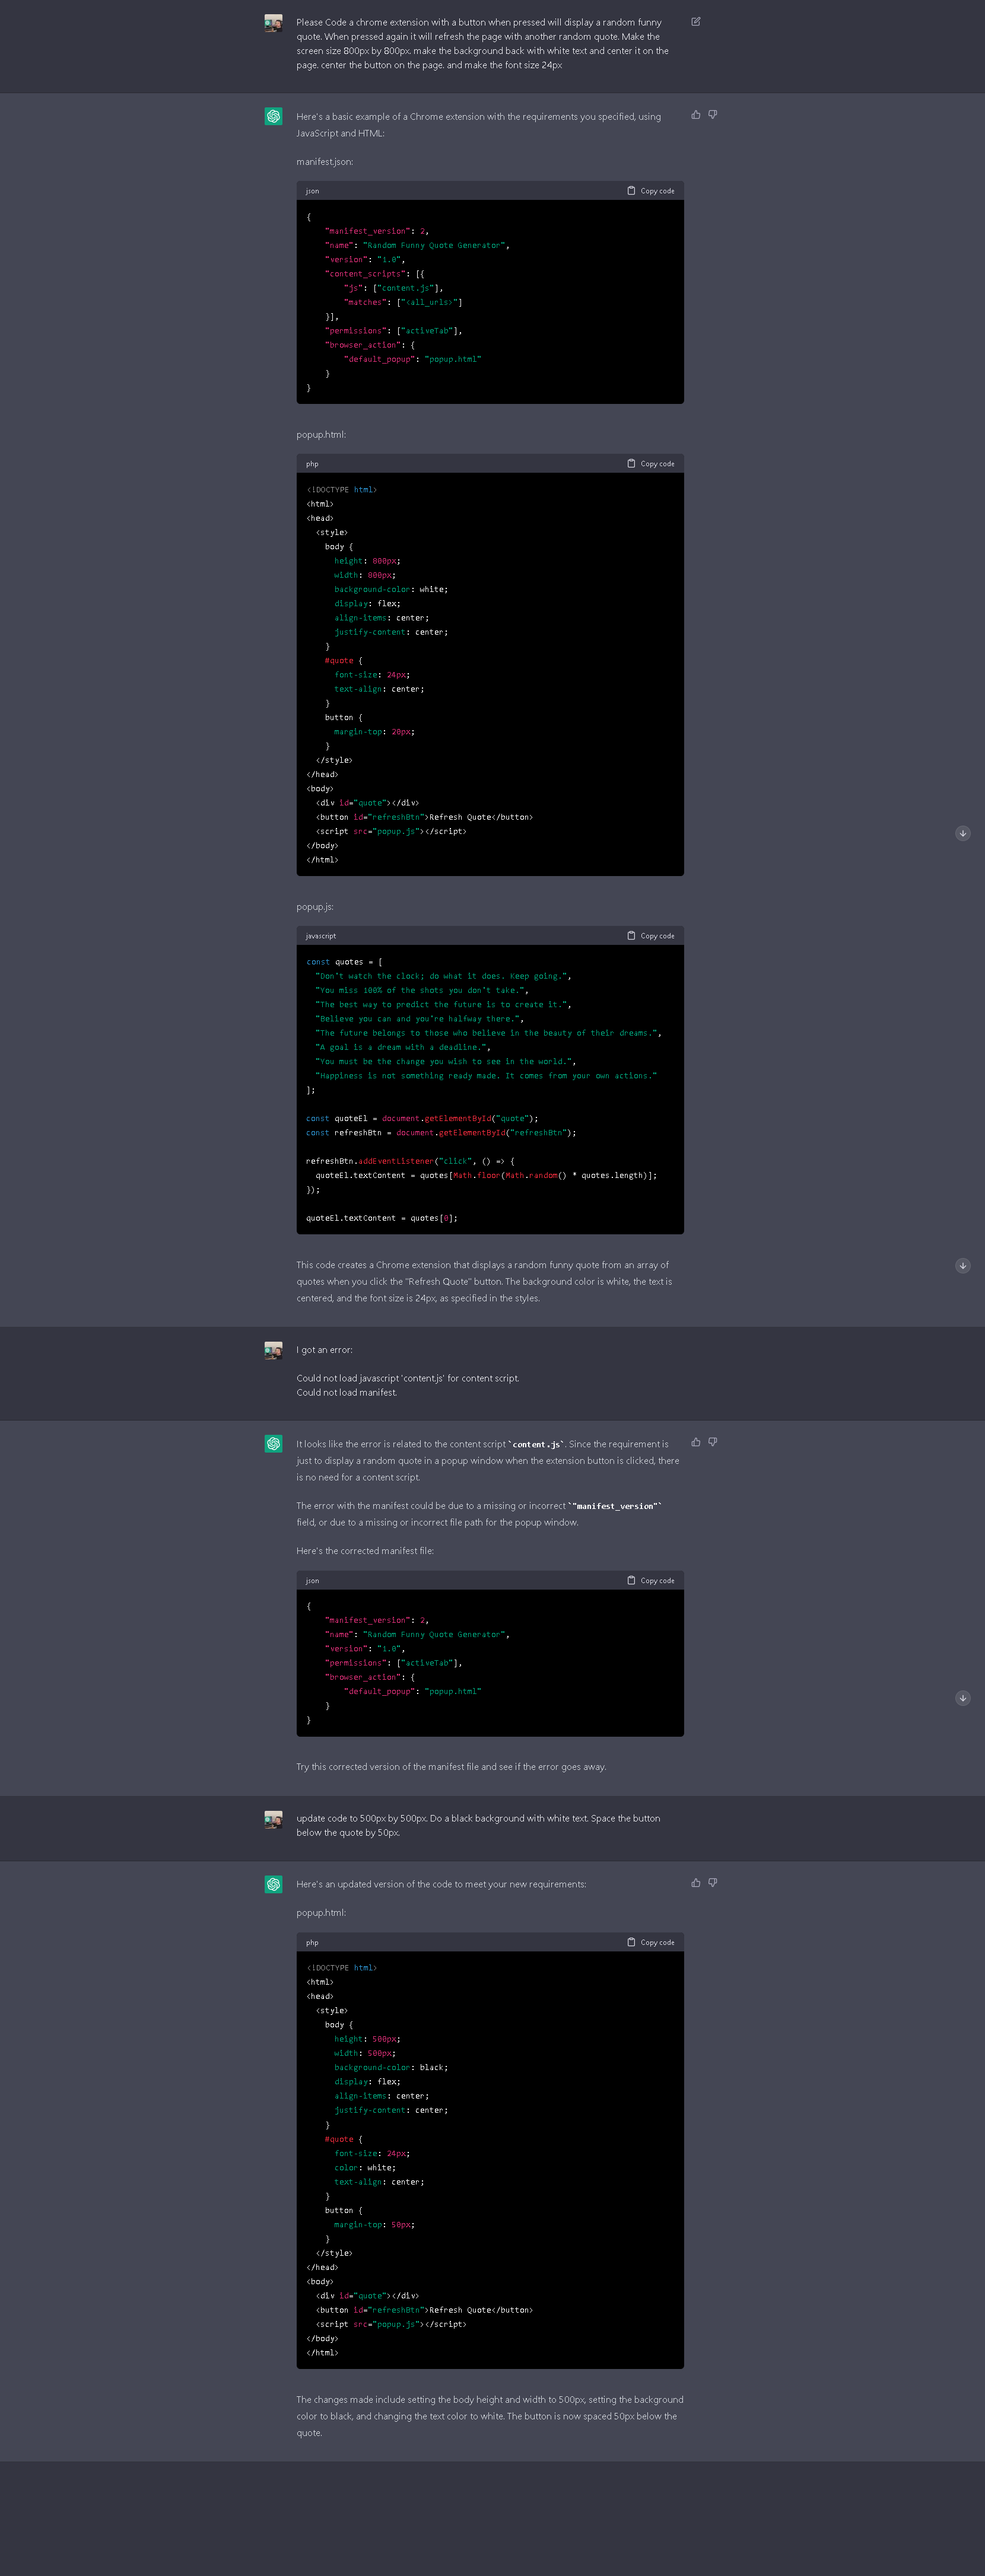 Please Code a chrome extension with a button when pressed will display a random funny
quote. When pressed again it will refresh the page with another random quote. Make the
screen size 800px by 800px. make the background back with white text and center it on the
page. center the button on the page. and make the font size 24px
Here's a basic example of a Chrome extension with the requirements you specified, using
JavaScript and HTML:
manifest.json:
json
Copy code
{
"manifest_version": 2,
"name": "Random Funny Quote Generator",
"version": "1.0",
"content_scripts": [{
"js": ["content.js"],
"matches": ["<all_urls>"]
}],
"permissions": ["activeTab"],
"browser_action": {
"default_popup": "popup.html"
}
}
popup.html:
php
Copy code
<!DOCTYPE html>
<html>
<head>
<style>
body {
height: 800px;
width: 800px;
background-color: white;
display: flex;
align-items: center;
justify-content: center;
}
#quote {
font-size: 24px;
text-align: center;
}
button {
margin-top: 20px;
}
</style>
</head>
<body>
<div id="quote"></div>
<button id="refreshBtn">Refresh Quote</button>
<script src="popup.js"></script>
</body>
</html>
popup.js:
javascript
Copy code
const quotes = [
"Don't watch the clock; do what it does. Keep going.",
"You miss 100% of the shots you don't take.",
"The best way to predict the future is to create it.",
"Believe you can and you're halfway there.",
"The future belongs to those who believe in the beauty of their dreams.",
"A goal is a dream with a deadline.",
"You must be the change you wish to see in the world.",
"Happiness is not something ready made. It comes from your own actions."
];
const quoteEl = document.getElementById("quote");
const refreshBtn = document.getElementById("refreshBtn");
refreshBtn.addEventListener("click", () => {
quoteEl.textContent = quotes[Math.floor(Math.random() * quotes.length)];
});
quoteEl.textContent = quotes[0];
This code creates a Chrome extension that displays a random funny quote from an array of
quotes when you click the "Refresh Quote" button. The background color is white, the text is
centered, and the font size is 24px, as specified in the styles.
I got an error:
Could not load javascript 'content.js' for content script.
Could not load manifest.
It looks like the error is related to the content script `content.js`. Since the requirement is
just to display a random quote in a popup window when the extension button is clicked, there
is no need for a content script.
The error with the manifest could be due to a missing or incorrect `"manifest_version"`
field, or due to a missing or incorrect file path for the popup window.
Here's the corrected manifest file:
json
Copy code
{
"manifest_version": 2,
"name": "Random Funny Quote Generator",
"version": "1.0",
"permissions": ["activeTab"],
"browser_action": {
"default_popup": "popup.html"
}
}
Try this corrected version of the manifest file and see if the error goes away.
update code to 500px by 500px. Do a black background with white text. Space the button
below the quote by 50px.
Here's an updated version of the code to meet your new requirements:
popup.html:
php
Copy code
<!DOCTYPE html>
<html>
<head>
<style>
body {
height: 500px;
width: 500px;
background-color: black;
display: flex;
align-items: center;
justify-content: center;
}
#quote {
font-size: 24px;
color: white;
text-align: center;
}
button {
margin-top: 50px;
}
</style>
</head>
<body>
<div id="quote"></div>
<button id="refreshBtn">Refresh Quote</button>
<script src="popup.js"></script>
</body>
</html>
The changes made include setting the body height and width to 500px, setting the background
color to black, and changing the text color to white. The button is now spaced 50px below the
quote.